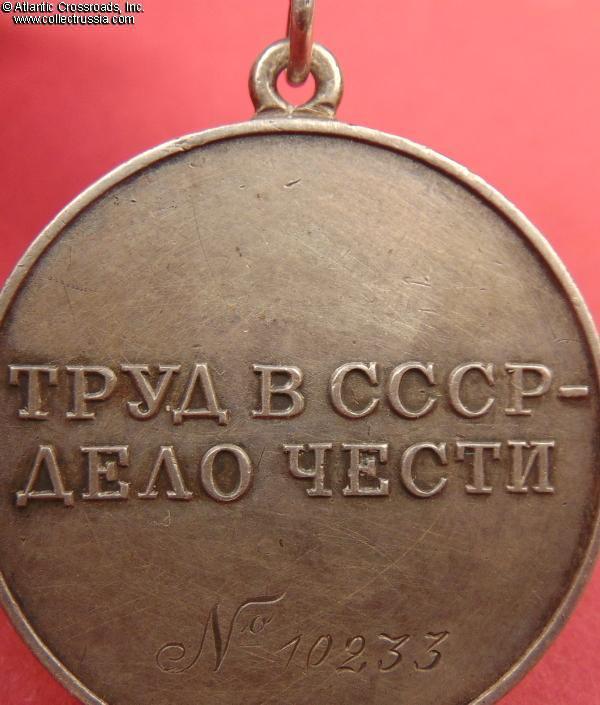 © Atlantic Crossroads, Inc.
www.collectrussia.com
ТРУД В СССР-
ДЕЛО ЧЕСТИ
№ 10233